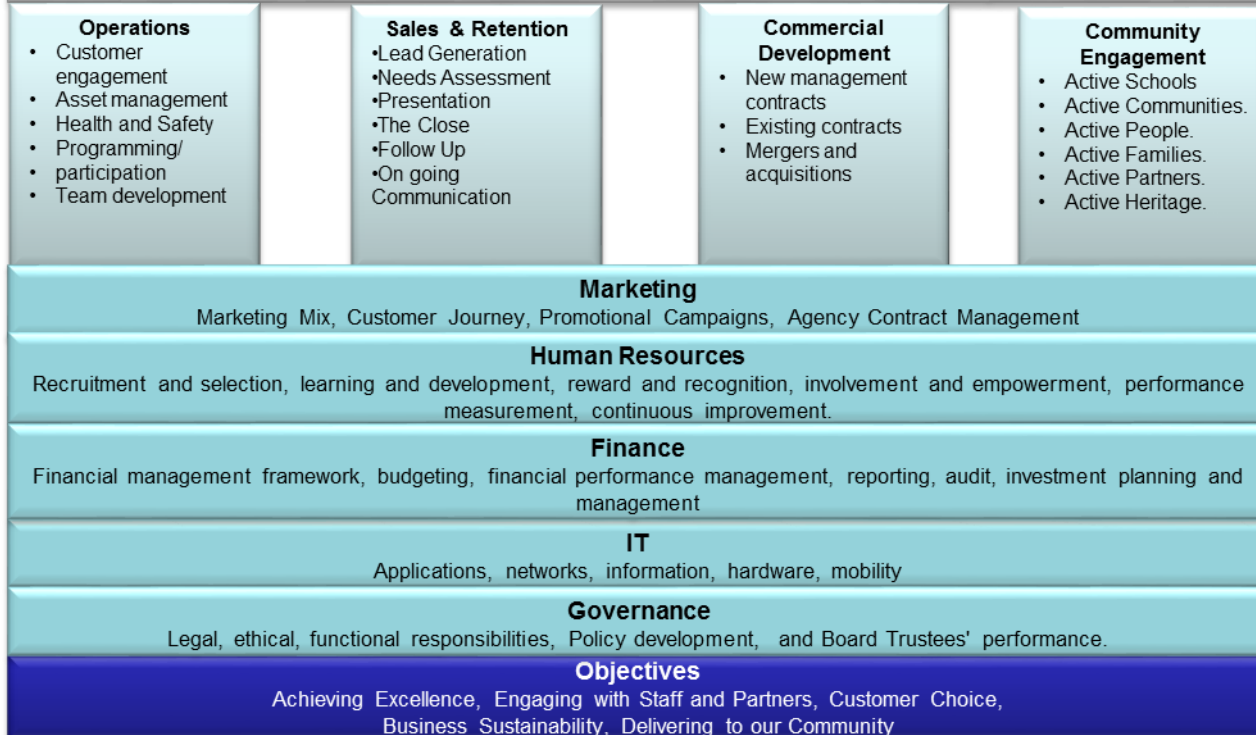 Operations
• Customer
engagement
• Asset management
• Health and Safety
• Programming/
• participation
• Team development
Sales & Retention
•Lead Generation
•Needs Assessment
•Presentation
•The Close
•Follow Up
•On going
Communication
Commercial
Development
• New management
contracts
• Existing contracts
• Mergers and
acquisitions
Community
Engagement
• Active Schools
• Active Communities.
• Active People.
• Active Families.
• Active Partners.
• Active Heritage.
Marketing
Marketing Mix, Customer Journey, Promotional Campaigns, Agency Contract Management
Human Resources
Recruitment and selection, learning and development, reward and recognition, involvement and empowerment, performance
measurement, continuous improvement.
Finance
Financial management framework, budgeting, financial performance management, reporting, audit, investment planning and
management
IT
Applications, networks, information, hardware, mobility
Governance
Legal, ethical, functional responsibilities, Policy development, and Board Trustees' performance.
Objectives
Achieving Excellence, Engaging with Staff and Partners, Customer Choice,
Business Sustainability, Delivering to our Community